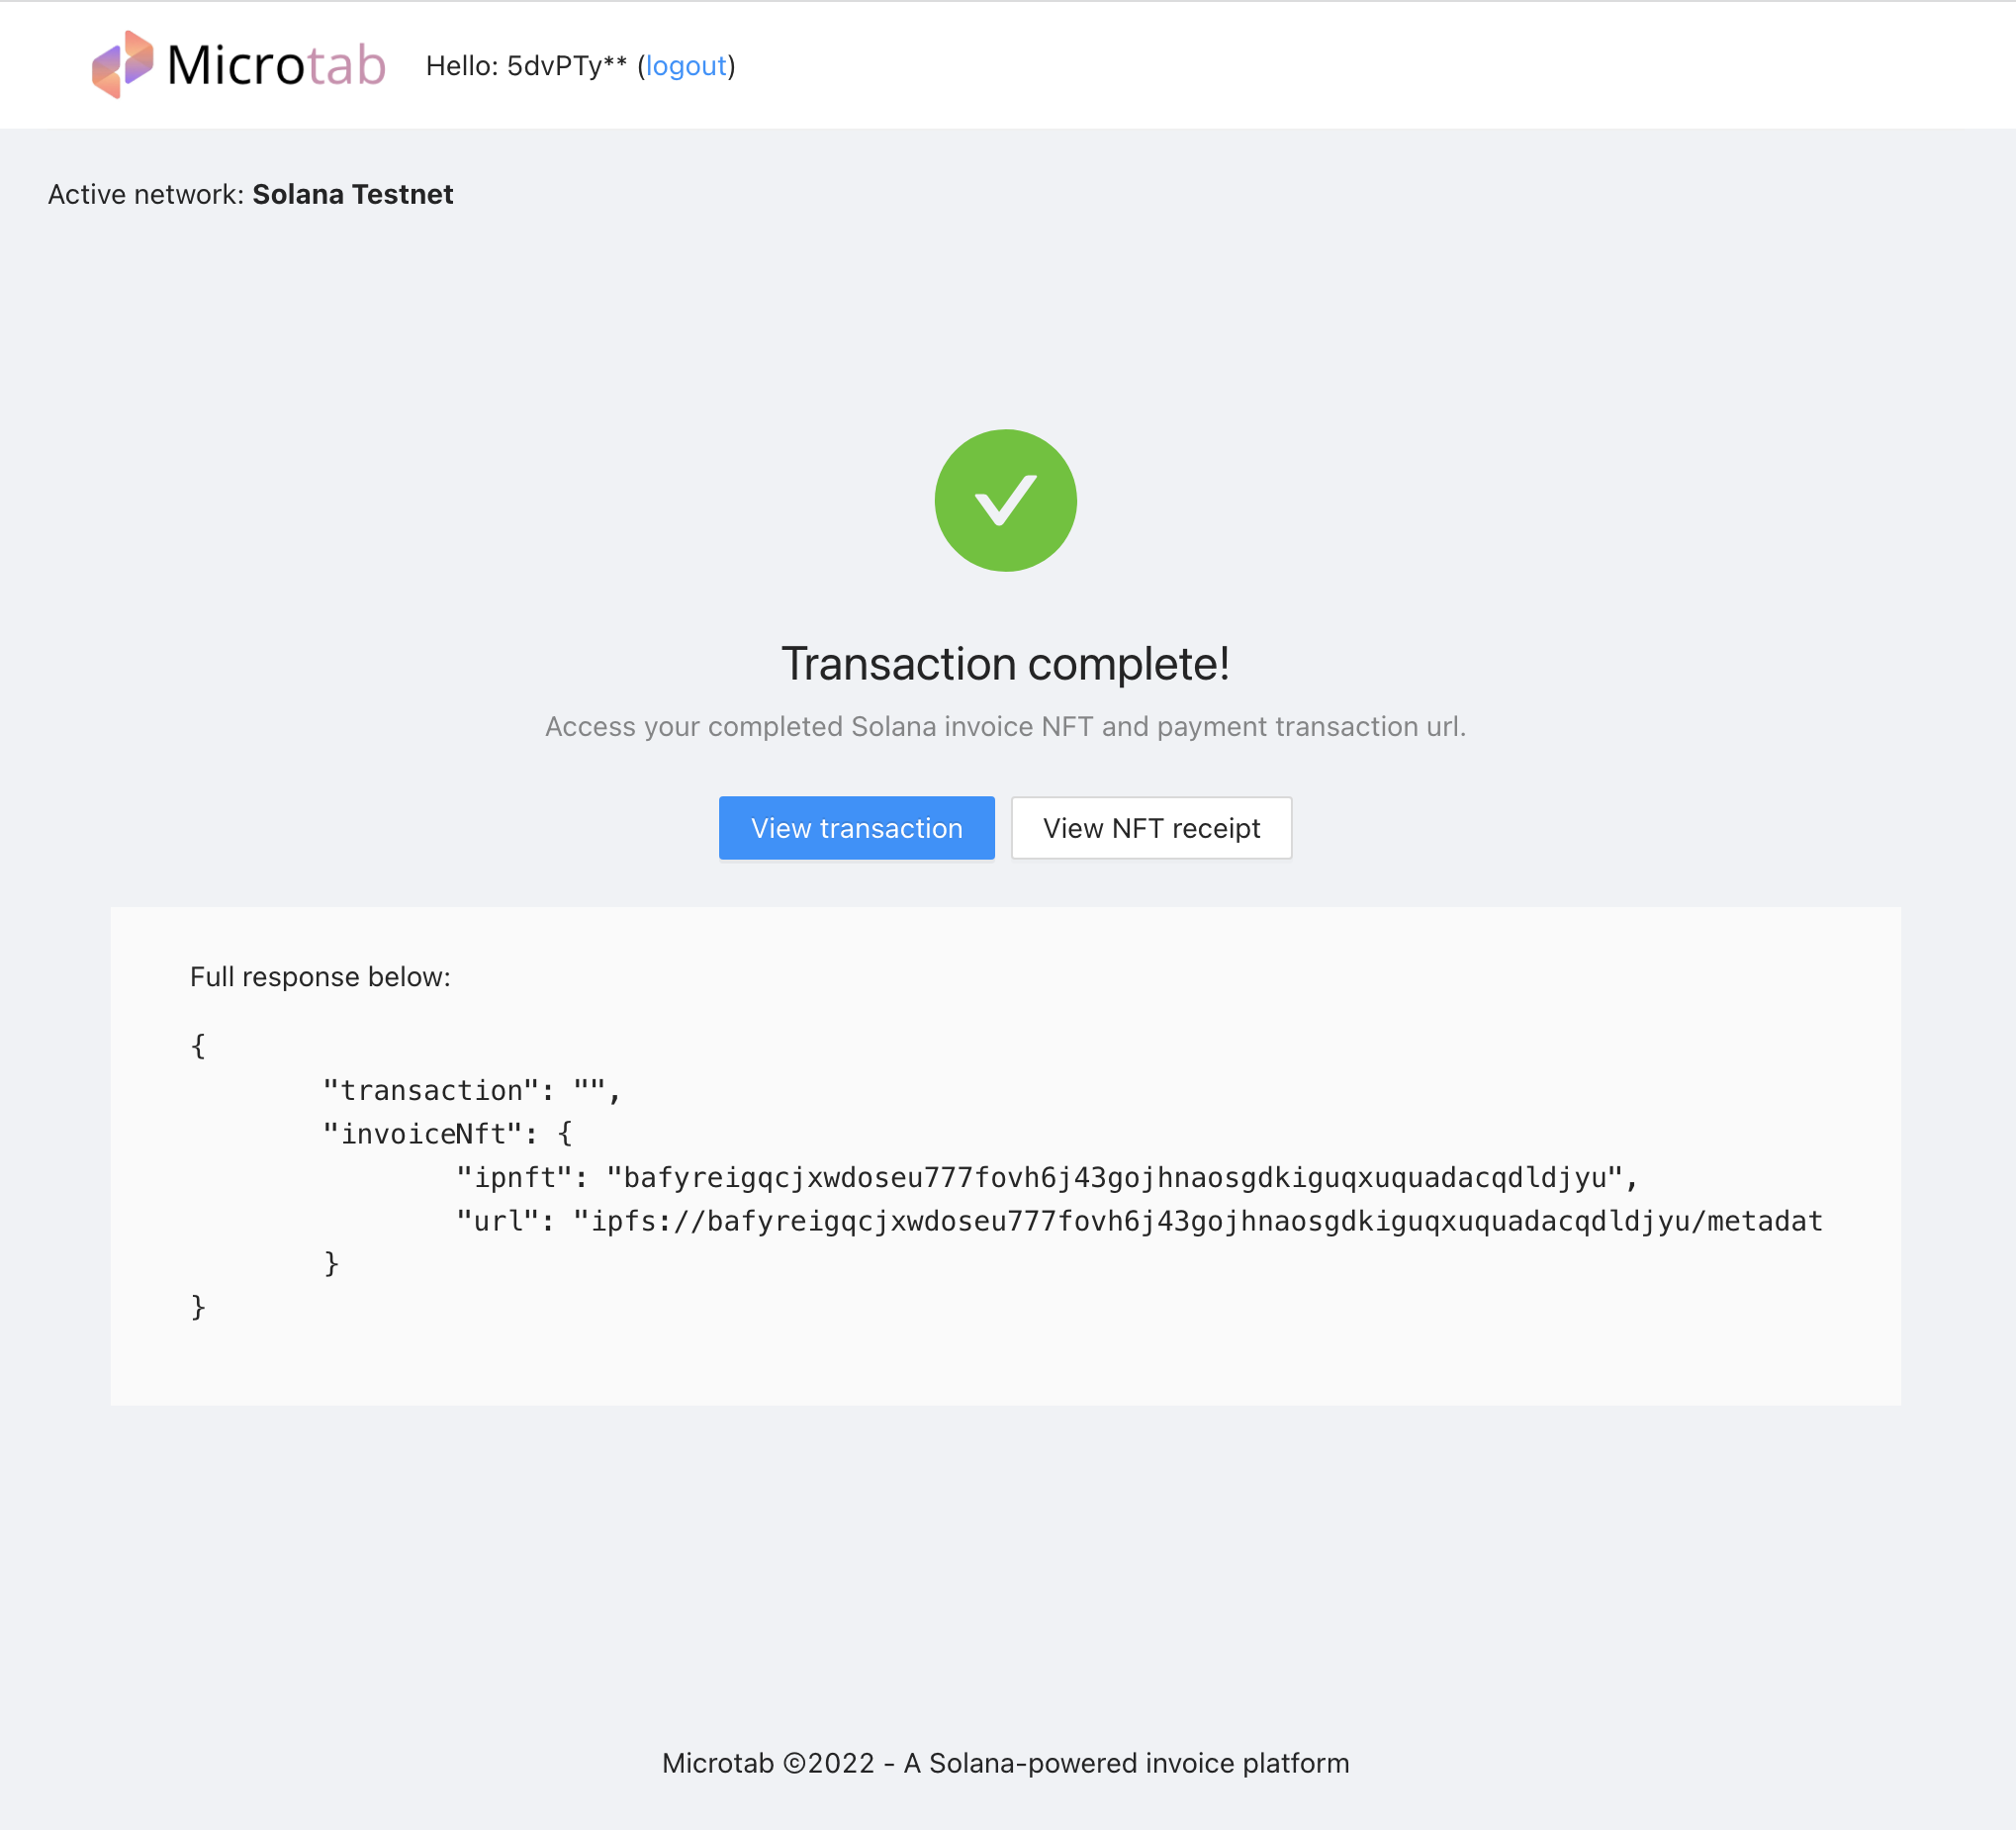 Microtab Hello: 5dvPTy** (logout)
Active network: Solana Testnet
Transaction complete!
Access your completed Solana invoice NFT and payment transaction url.
View transaction View NFT receipt
Full response below:
{
"transaction": "",
"invoiceNft": {
"ipnft": "bafyreigqcjxwdoseu777fovh6j43gojhnaosgdkiguqxuquadacqdldjyu",
"url": "ipfs://bafyreigqcjxwdoseu777fovh6j43gojhnaosgdkiguqxuquadacqdldjyu/metadat
}
}
Microtab ©2022 - A Solana-powered invoice platform